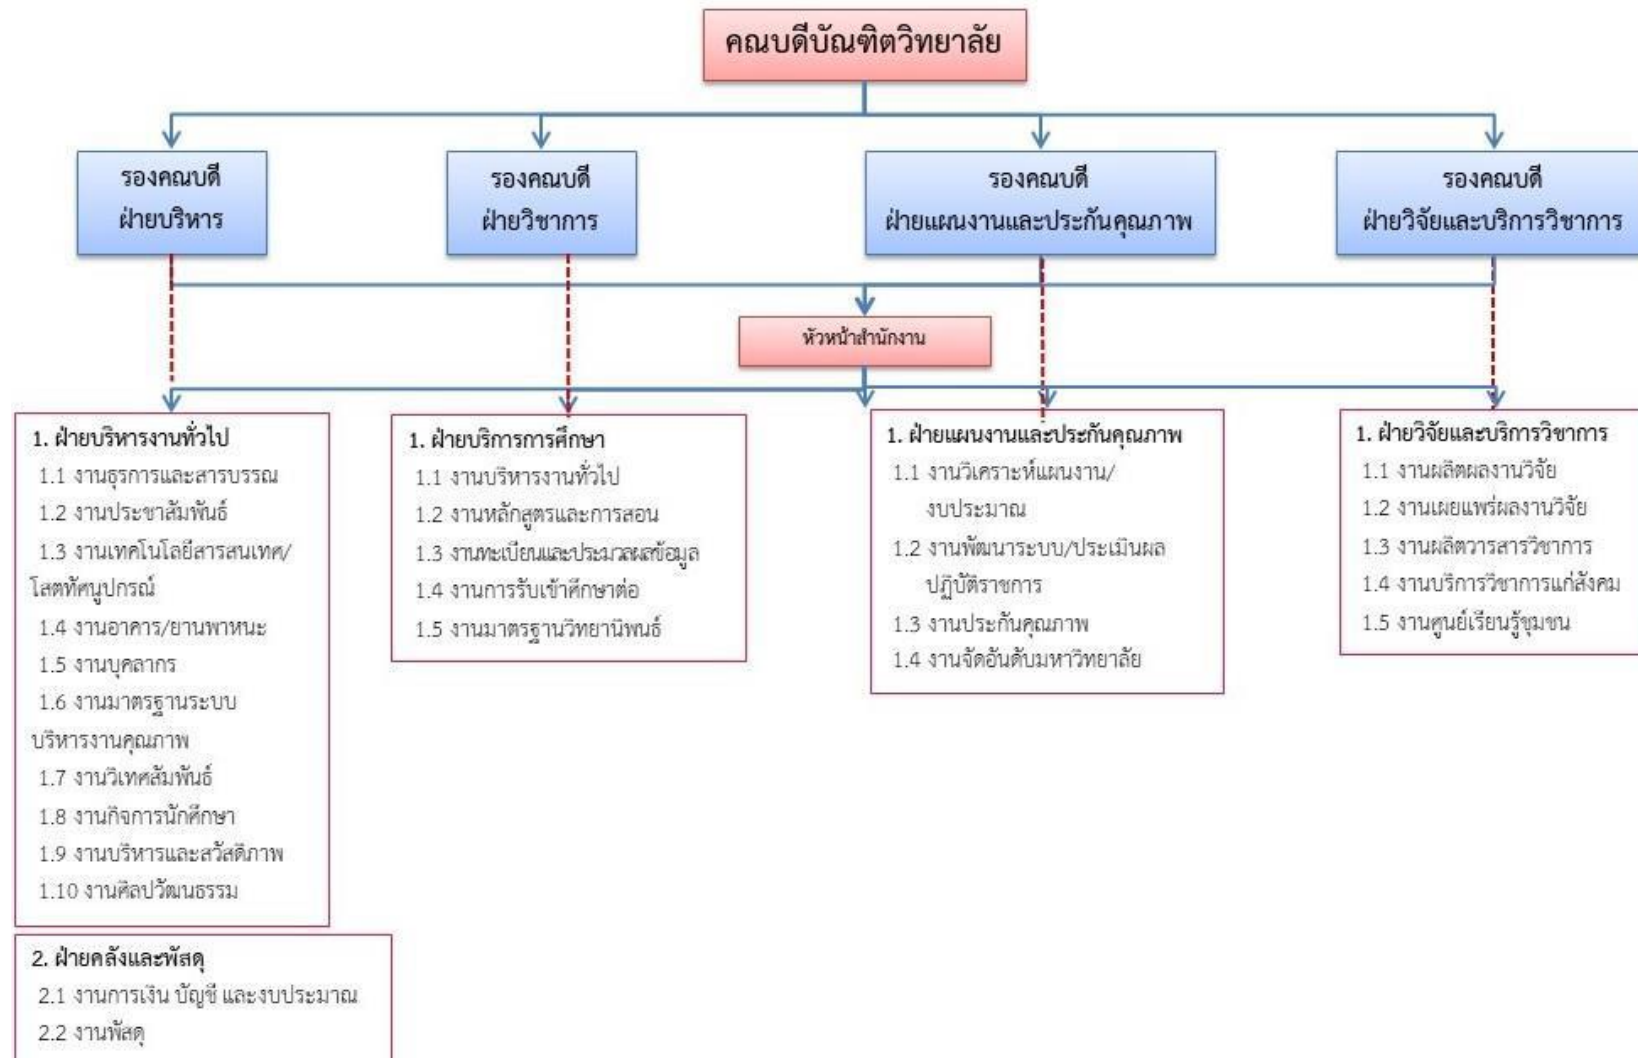 คณบดีบัณฑิตวิทยาลัย
รองคณบดี
ฝ่ายบริหาร
รองคณบดี
ฝ่ายวิชาการ
รองคณบดี
ฝ่ายแผนงานและประกันคุณภาพ
รองคณบดี
ฝ่ายวิจัยและบริการวิชาการ
หัวหน้าสำนักงาน
1. ฝ่ายบริหารงานทั่วไป
1.1 งานธุรการและสารบรรณ
1.2 งานประชาสัมพันธ์
1.3 งานเทคโนโลยีสารสนเทศ/
โสตทัศนูปกรณ์
1.4 งานอาคาร/ยานพาหนะ
1.5 งานบุคลากร
1.6 งานมาตรฐานระบบ
บริหารงานคุณภาพ
1.7 งานวิเทศสัมพันธ์
1.8 งานกิจการนักศึกษา
1.9 งานบริหารและสวัสดิภาพ
1.10 งานศิลปวัฒนธรรม
2. ฝ่ายคลังและพัสดุ
2.1 งานการเงิน บัญชี และงบประมาณ
2.2 งานพัสดุ
1. ฝ่ายบริการการศึกษา
1.1 งานบริหารงานทั่วไป
1.2 งานหลักสูตรและการสอน
1.3 งานทะเบียนและประมวลผลข้อมูล
1.4 งานการรับเข้าศึกษาต่อ
1.5 งานมาตรฐานวิทยานิพนธ์
1. ฝ่ายแผนงานและประกันคุณภาพ
1.1 งานวิเคราะห์แผนงาน/
งบประมาณ
1.2 งานพัฒนาระบบ/ประเมินผล
ปฏิบัติราชการ
1.3 งานประกันคุณภาพ
1.4 งานจัดอันดับมหาวิทยาลัย
1. ฝ่ายวิจัยและบริการวิชาการ
1.1 งานผลิตผลงานวิจัย
1.2 งานเผยแพร่ผลงานวิจัย
1.3 งานผลิตวารสารวิชาการ
1.4 งานบริการวิชาการแก่สังคม
1.5 งานศูนย์เรียนรู้ชุมชน